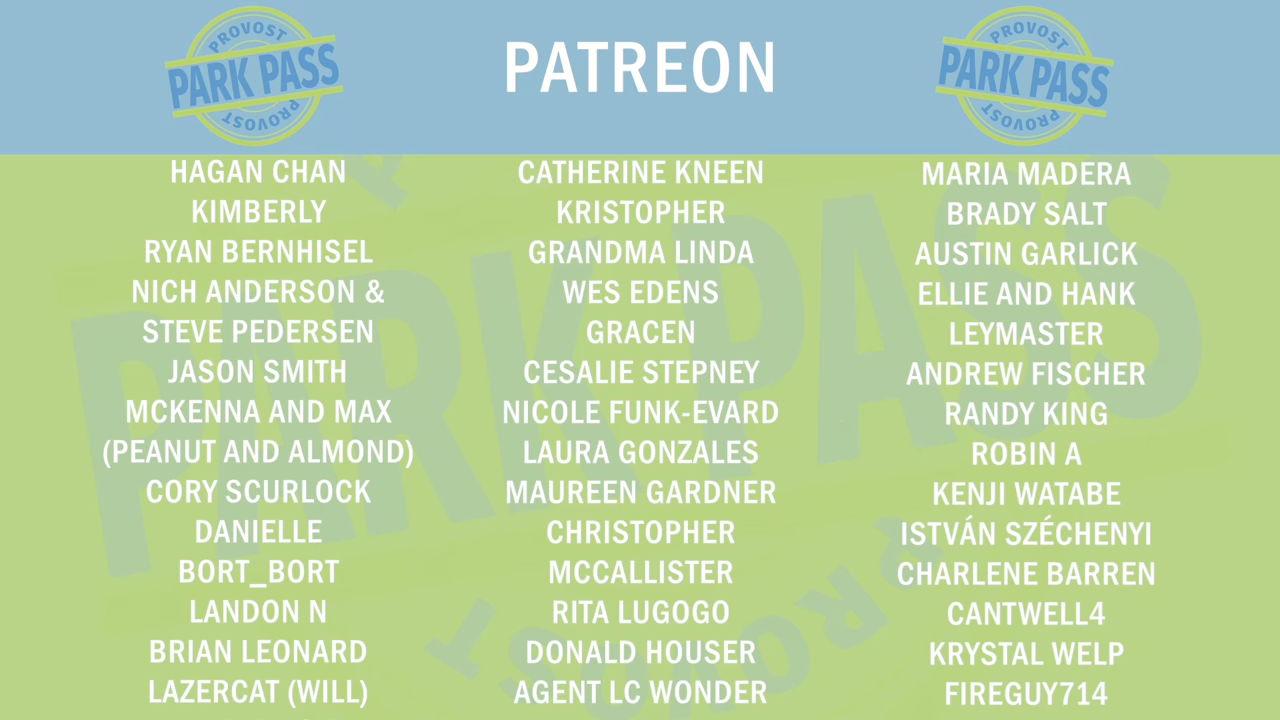 PROVOST
PARK PASS
PROVOST
PATREON
PROVOST
PARK PASS
PROVOST
HAGAN CHAN
KIMBERLY
RYAN BERNHISEL
NICH ANDERSON &
STEVE PEDERSEN
JASON SMITH
MCKENNA AND MAX
(PEANUT AND ALMOND)
CORY SCURLOCK
DANIELLE
BORT_BORT
LANDON N
BRIAN LEONARD
LAZERCAT (WILL)
CATHERINE KNEEN
KRISTOPHER
GRANDMA LINDA
WES EDENS
GRACEN
CESALIE STEPNEY
NICOLE FUNK-EVARD
LAURA GONZALES
MAUREEN GARDNER
CHRISTOPHER
MCCALLISTER
RITA LUGOGO
DONALD HOUSER
AGENT LC WONDER
MARIA MADERA
BRADY SALT
AUSTIN GARLICK
ELLIE AND HANK
LEYMASTER
ANDREW FISCHER
RANDY KING
ROBIN A
KENJI WATABE
ISTVÁN SZÉCHENYI
CHARLENE BARREN
CANTWELL4
KRYSTAL WELP
FIREGUY714
PARK PASS
PROVOST